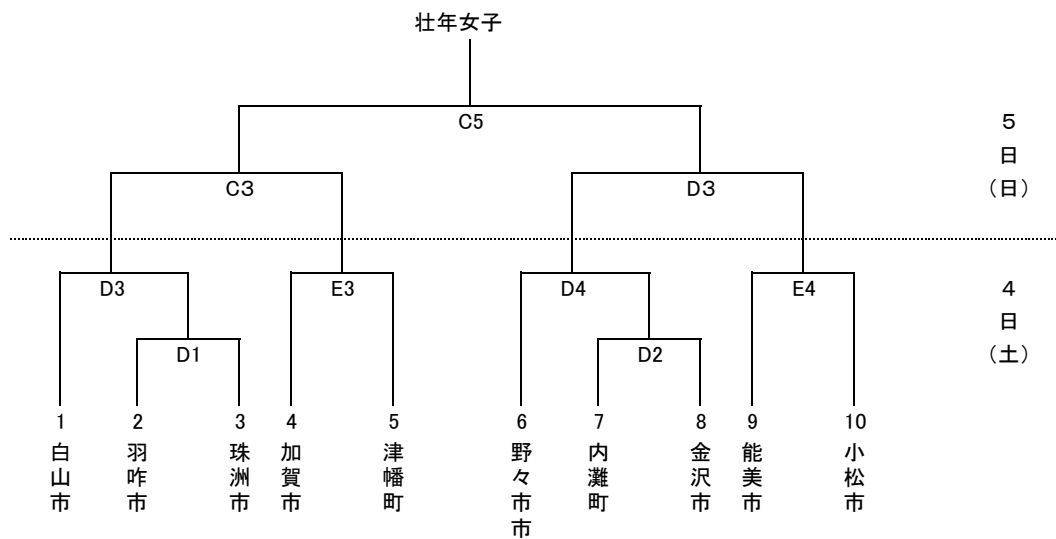 壮年女子
C5
5
日
（日）
C3
D3
D3
E3
D4
E4
4
日
（土）
D1
D2
1
2
3
4
5
6
7
8
9
10
白山市
羽咋市
珠洲市
加賀市
津幡町
野々市市
内灘町
金沢市
能美市
小松市